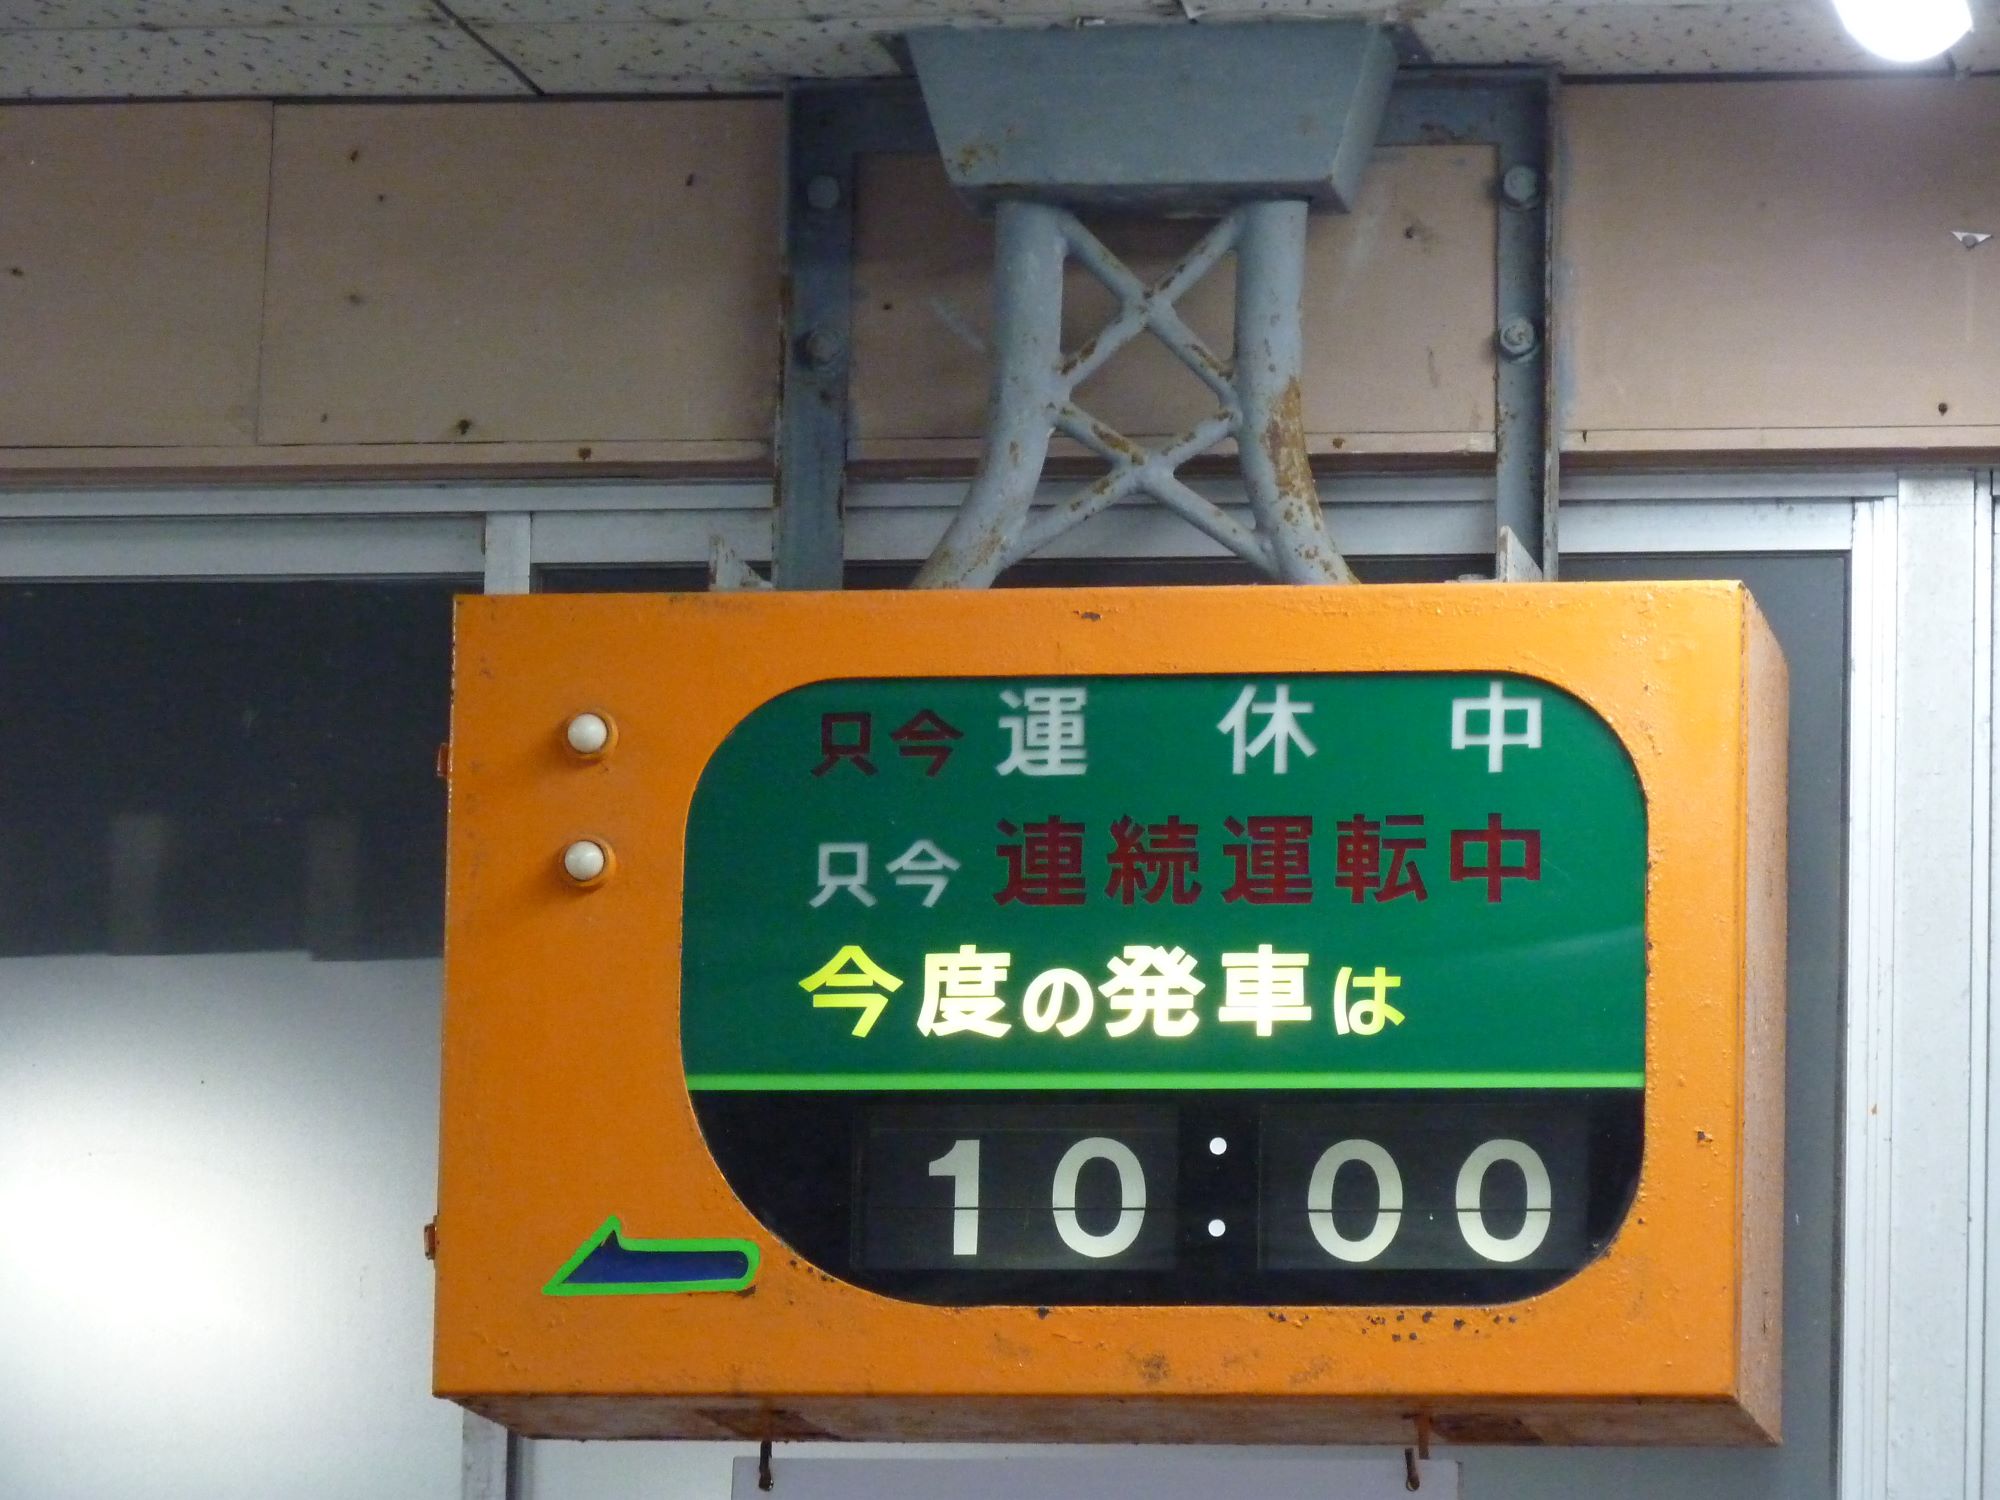 只今 運休中
只今 連続運転中
今度の発車は
10:00